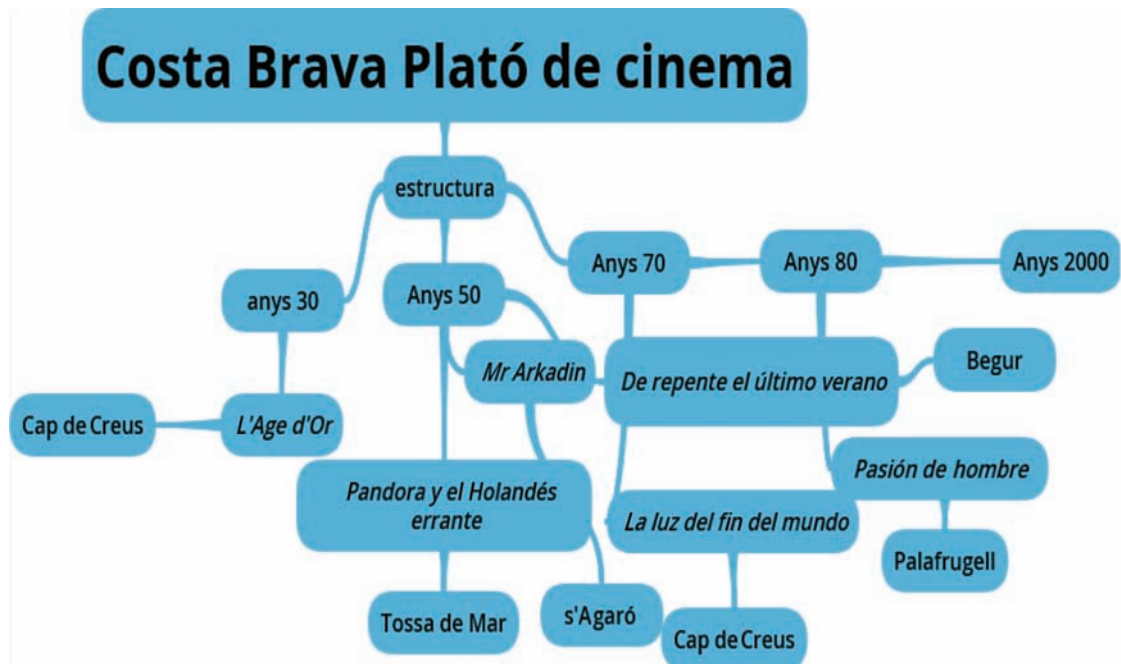 Costa Brava Plató de cinema
estructura
Anys 70
Anys 80
Anys 2000
anys 30
Anys 50
Mr Arkadin
De repente el último verano
Begur
Cap de Creus
L'Age d'Or
Pasión de hombre
Pandora y el Holandés
errante
La luz del fin del mundo
Palafrugell
Tossa de Mar
s'Agaró
Cap de Creus